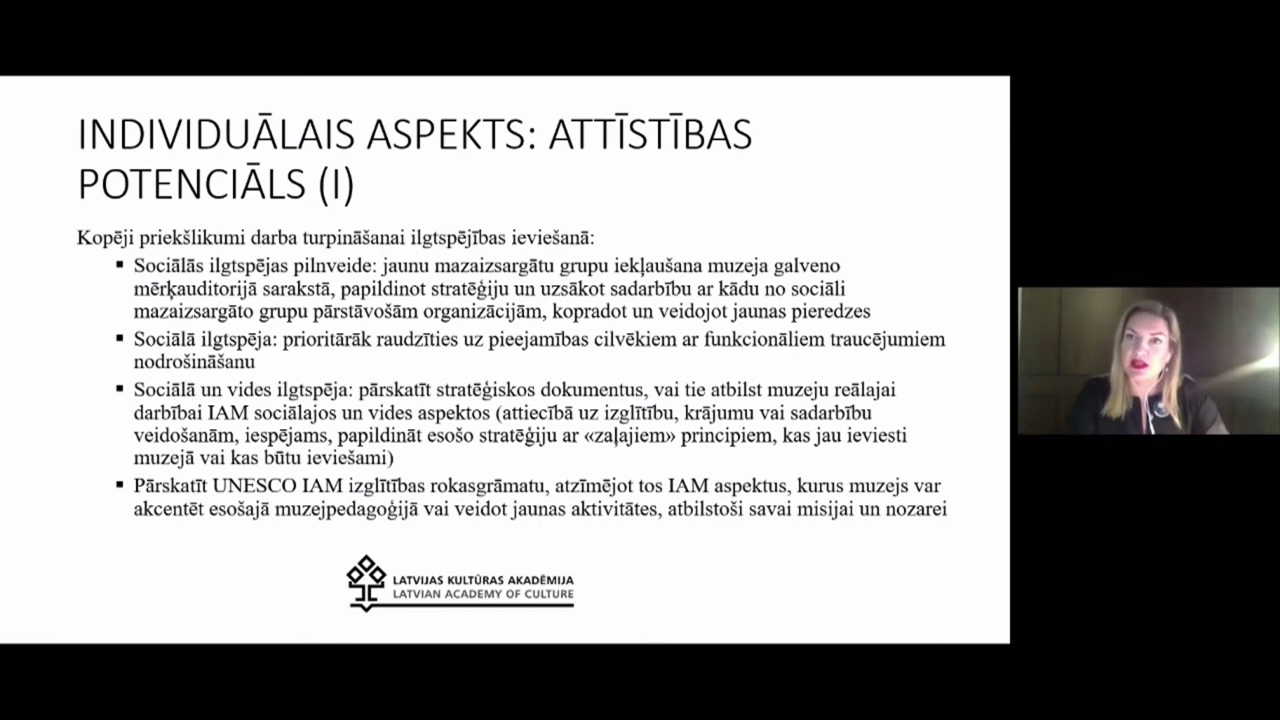 INDIVIDUĀLAIS ASPEKTS: ATTĪSTĪBAS
POTENCIĀLS (I)
Kopēji priekšlikumi darba turpināšanai ilgtspējības ieviešanā:
▪ Sociālās ilgtspējas pilnveide: jaunu mazaizsargātu grupu iekļaušana muzeja galveno
mērķauditorijā sarakstā, papildinot stratēģiju un uzsākot sadarbību ar kādu no sociāli
mazaizsargāto grupu pārstāvošām organizācijām, kopradot un veidojot jaunas pieredzes
▪ Sociālā ilgtspēja: prioritārāk raudzīties uz pieejamības cilvēkiem ar funkcionāliem traucējumiem
nodrošināšanu
▪ Sociālā un vides ilgtspēja: pārskatīt stratēģiskos dokumentus, vai tie atbilst muzeju reālajai
darbībai IAM sociālajos un vides aspektos (attiecībā uz izglītību, krājumu vai sadarbību
veidošanām, iespējams, papildināt esošo stratēģiju ar «zaļajiem» principiem, kas jau ieviesti
muzejā vai kas būtu ieviešami)
▪ Pārskatīt UNESCO IAM izglītības rokasgrāmatu, atzīmējot tos IAM aspektus, kurus muzejs var
akcentēt esošajā muzejpedagoģijā vai veidot jaunas aktivitātes, atbilstoši savai misijai un nozarei
LATVIJAS KULTŪRAS AKADĒMIJA
LATVIAN ACADEMY OF CULTURE